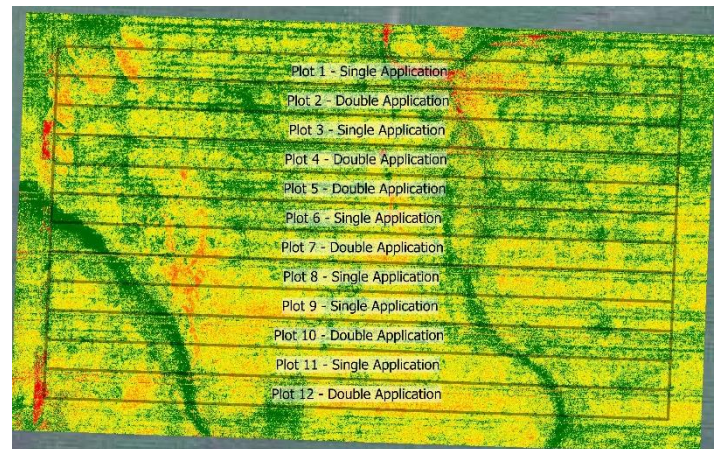 Plot 1 - Single Application
Plot 2 - Double Application
Plot 3 - Single Application
Plot 4 - Double Application
Plot 5 - Double Application
Plot 6 - Single Application
Plot 7 - Double Application
Plot 8 - Single Application
Plot 9 - Single Application
Plot 10 - Double Application
Plot 11 - Single Application
Plot 12 - Double Application